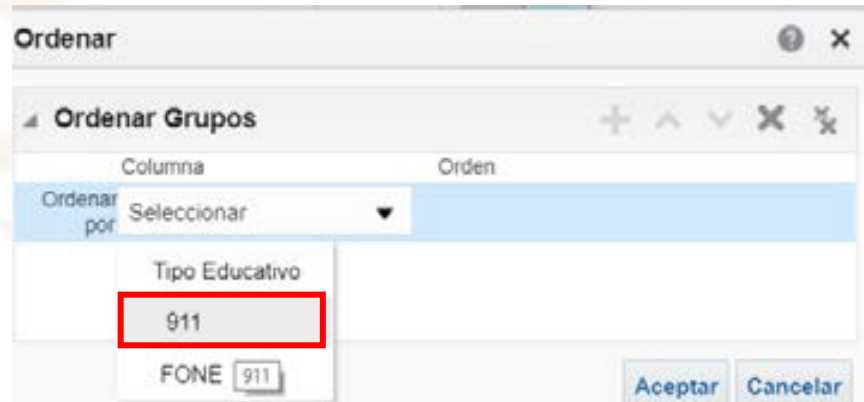 Ordenar
Ordenar Grupos
Columna Orden
Ordenar por Seleccionar
Tipo Educativo
911
FONE 911
Aceptar Cancelar